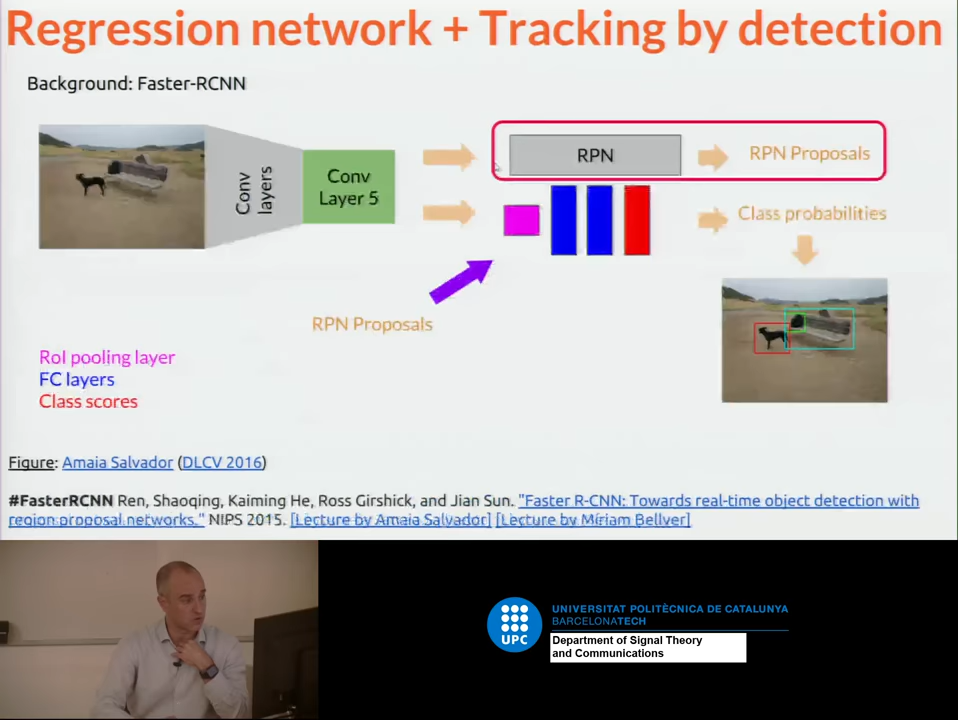 Regression network + Tracking by detection
Background: Faster-RCNN
Conv layers
Conv
Layer 5
RPN
RPN Proposals
Class probabilities
RPN Proposals
RoI pooling layer
FC layers
Class scores
Figure: Amaia Salvador (DLCV 2016)
#FasterRCNN Ren, Shaoqing, Kaiming He, Ross Girshick, and Jian Sun. "Faster R-CNN: Towards real-time object detection with
region proposal networks." NIPS 2015. [Lecture by Amaia Salvador] [Lecture by Míriam Bellver]
UPC
UNIVERSITAT POLITÈCNICA DE CATALUNYA
BARCELONATECH
Department of Signal Theory
and Communications